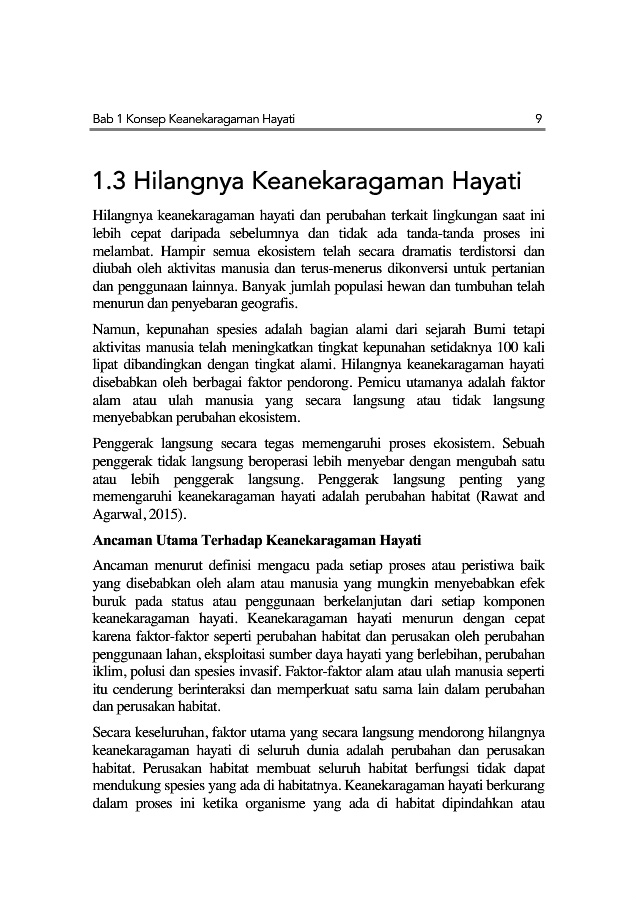 Bab 1 Konsep Keanekaragaman Hayati 9
1.3 Hilangnya Keanekaragaman Hayati
Hilangnya keanekaragaman hayati dan perubahan terkait lingkungan saat ini
lebih cepat daripada sebelumnya dan tidak ada tanda-tanda proses ini
melambat. Hampir semua ekosistem telah secara dramatis terdistorsi dan
diubah oleh aktivitas manusia dan terus-menerus dikonversi untuk pertanian
dan penggunaan lainnya. Banyak jumlah populasi hewan dan tumbuhan telah
menurun dan penyebaran geografis.
Namun, kepunahan spesies adalah bagian alami dari sejarah Bumi tetapi
aktivitas manusia telah meningkatkan tingkat kepunahan setidaknya 100 kali
lipat dibandingkan dengan tingkat alami. Hilangnya keanekaragaman hayati
disebabkan oleh berbagai faktor pendorong. Pemicu utamanya adalah faktor
alam atau ulah manusia yang secara langsung atau tidak langsung
menyebabkan perubahan ekosistem.
Penggerak langsung secara tegas memengaruhi proses ekosistem. Sebuah
penggerak tidak langsung beroperasi lebih menyebar dengan mengubah satu
atau lebih penggerak langsung. Penggerak langsung penting yang
memengaruhi keanekaragaman hayati adalah perubahan habitat (Rawat and
Agarwal, 2015).
Ancaman Utama Terhadap Keanekaragaman Hayati
Ancaman menurut definisi mengacu pada setiap proses atau peristiwa baik
yang disebabkan oleh alam atau manusia yang mungkin menyebabkan efek
buruk pada status atau penggunaan berkelanjutan dari setiap komponen
keanekaragaman hayati. Keanekaragaman hayati menurun dengan cepat
karena faktor-faktor seperti perubahan habitat dan perusakan oleh perubahan
penggunaan lahan, eksploitasi sumber daya hayati yang berlebihan, perubahan
iklim, polusi dan spesies invasif. Faktor-faktor alam atau ulah manusia seperti
itu cenderung berinteraksi dan memperkuat satu sama lain dalam perubahan
dan perusakan habitat.
Secara keseluruhan, faktor utama yang secara langsung mendorong hilangnya
keanekaragaman hayati di seluruh dunia adalah perubahan dan perusakan
habitat. Perusakan habitat membuat seluruh habitat berfungsi tidak dapat
mendukung spesies yang ada di habitatnya. Keanekaragaman hayati berkurang
dalam proses ini ketika organisme yang ada di habitat dipindahkan atau